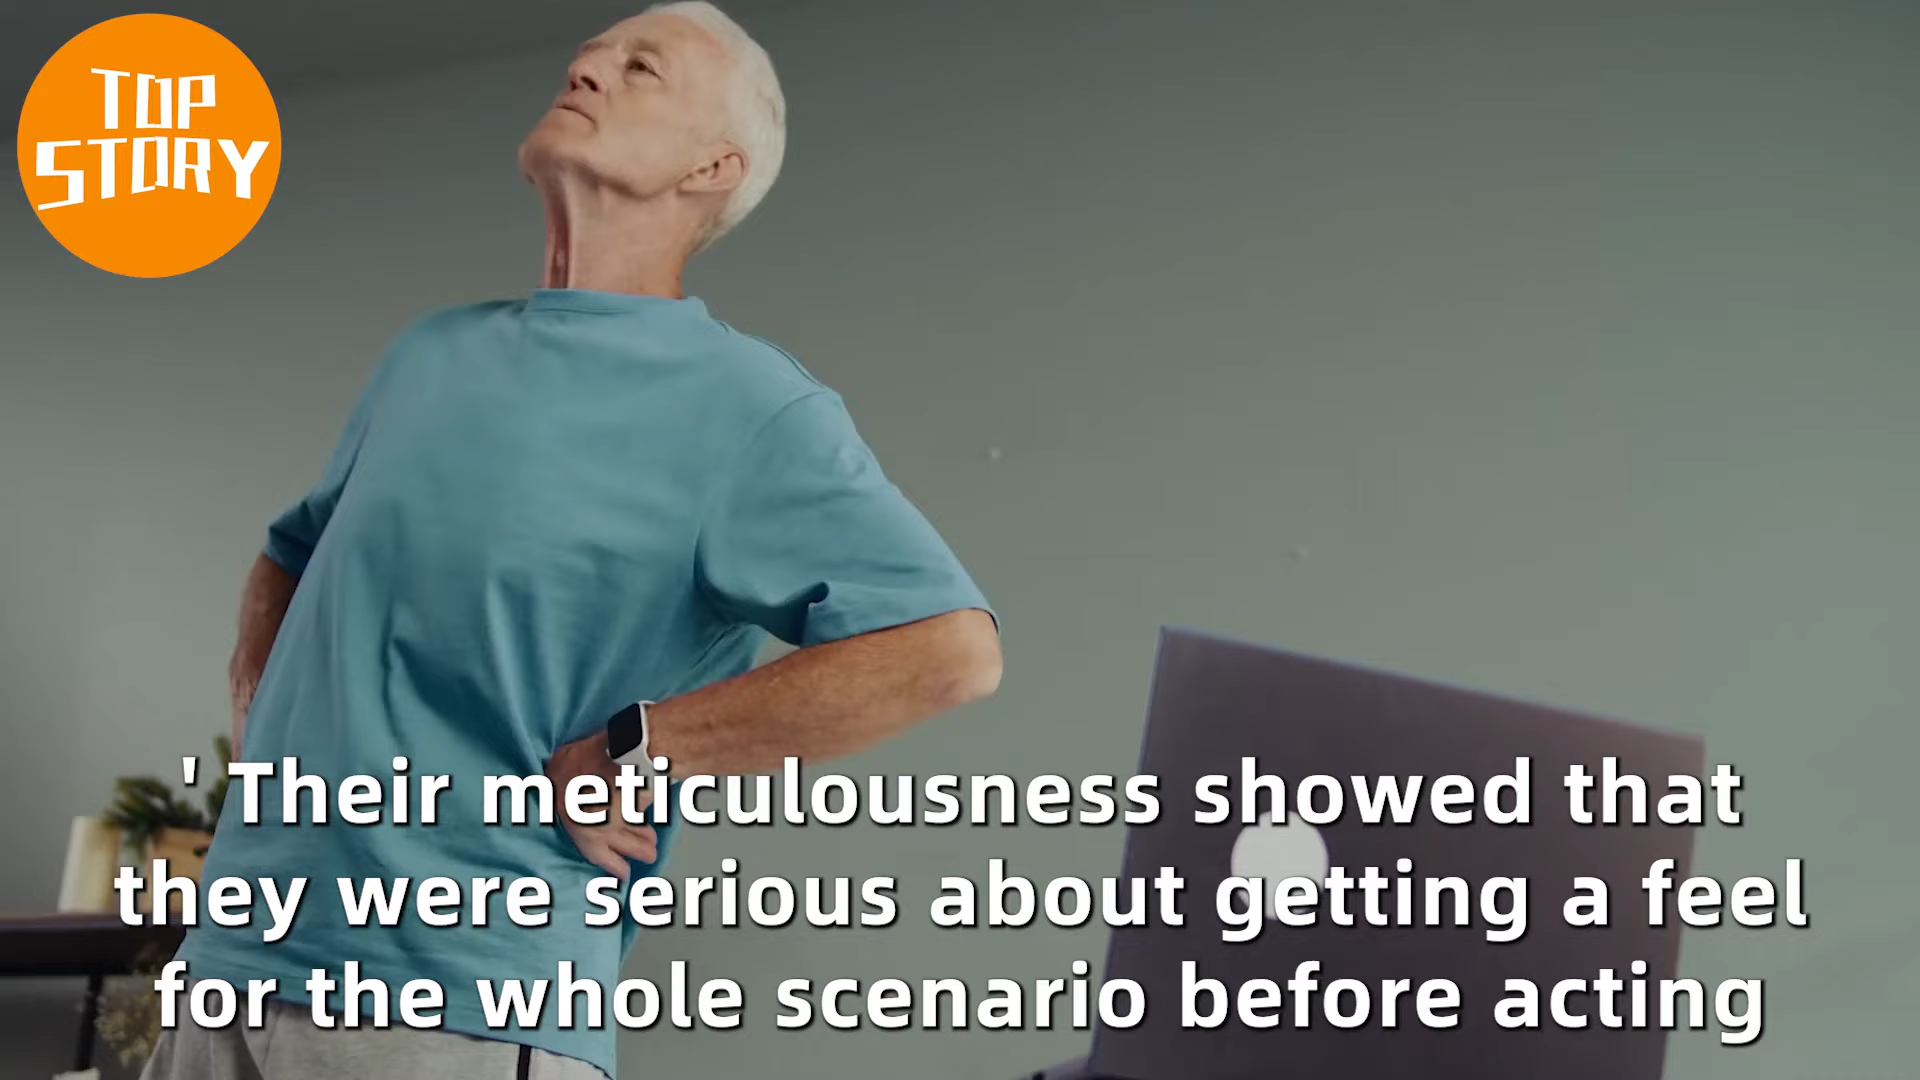 TOP
STORY
' Their meticulousness showed that
they were serious about getting a feel
for the whole scenario before acting